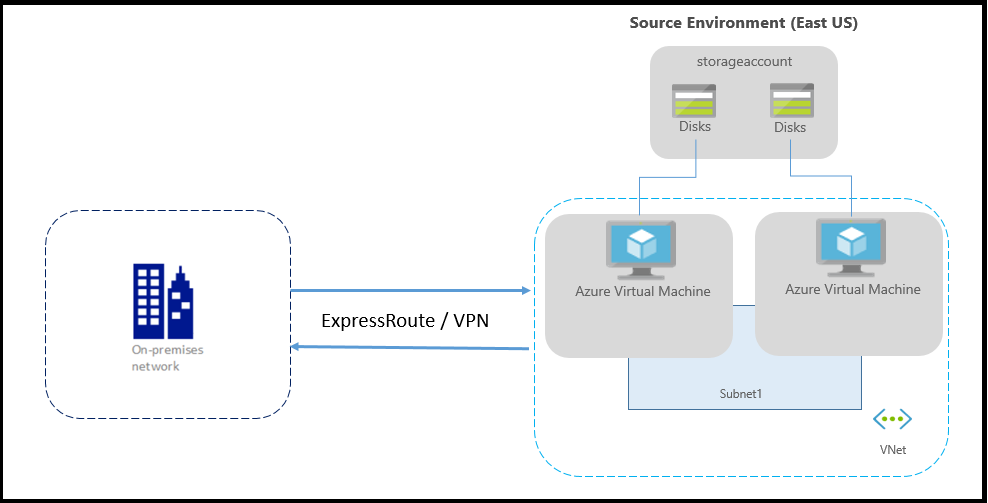 Source Environment (East US)
storageaccount
Disks
Disks
Azure Virtual Machine
Azure Virtual Machine
ExpressRoute / VPN
On-premises
network
Subnet1
VNet